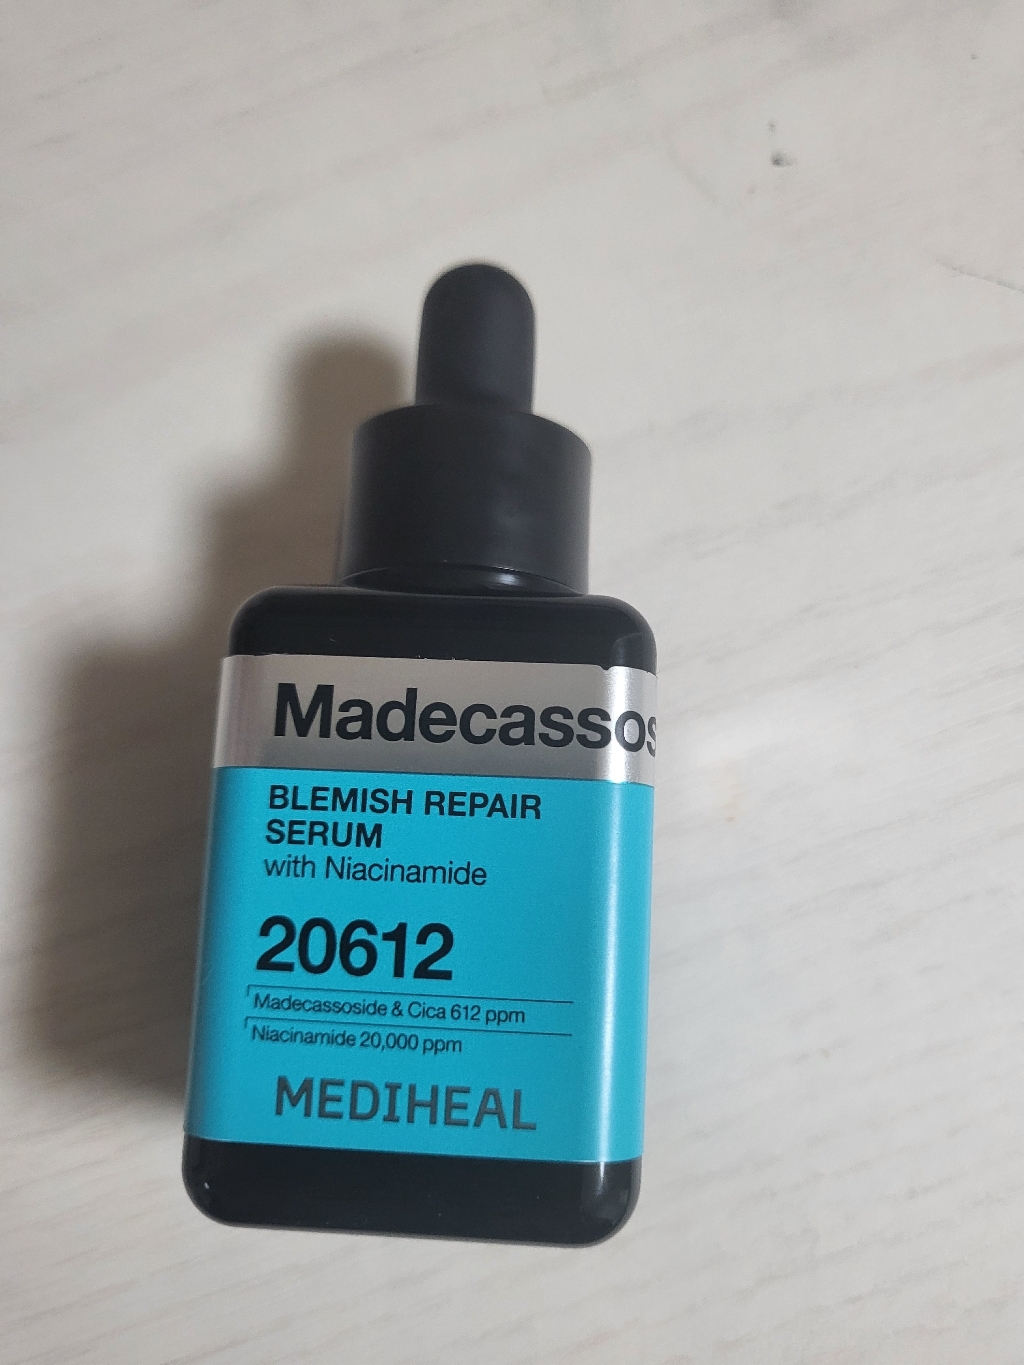 Madecassos
BLEMISH REPAIR
SERUM
with Niacinamide
20612
Madecassoside & Cica 612 ppm
Niacinamide 20,000 ppm
MEDIHEAL